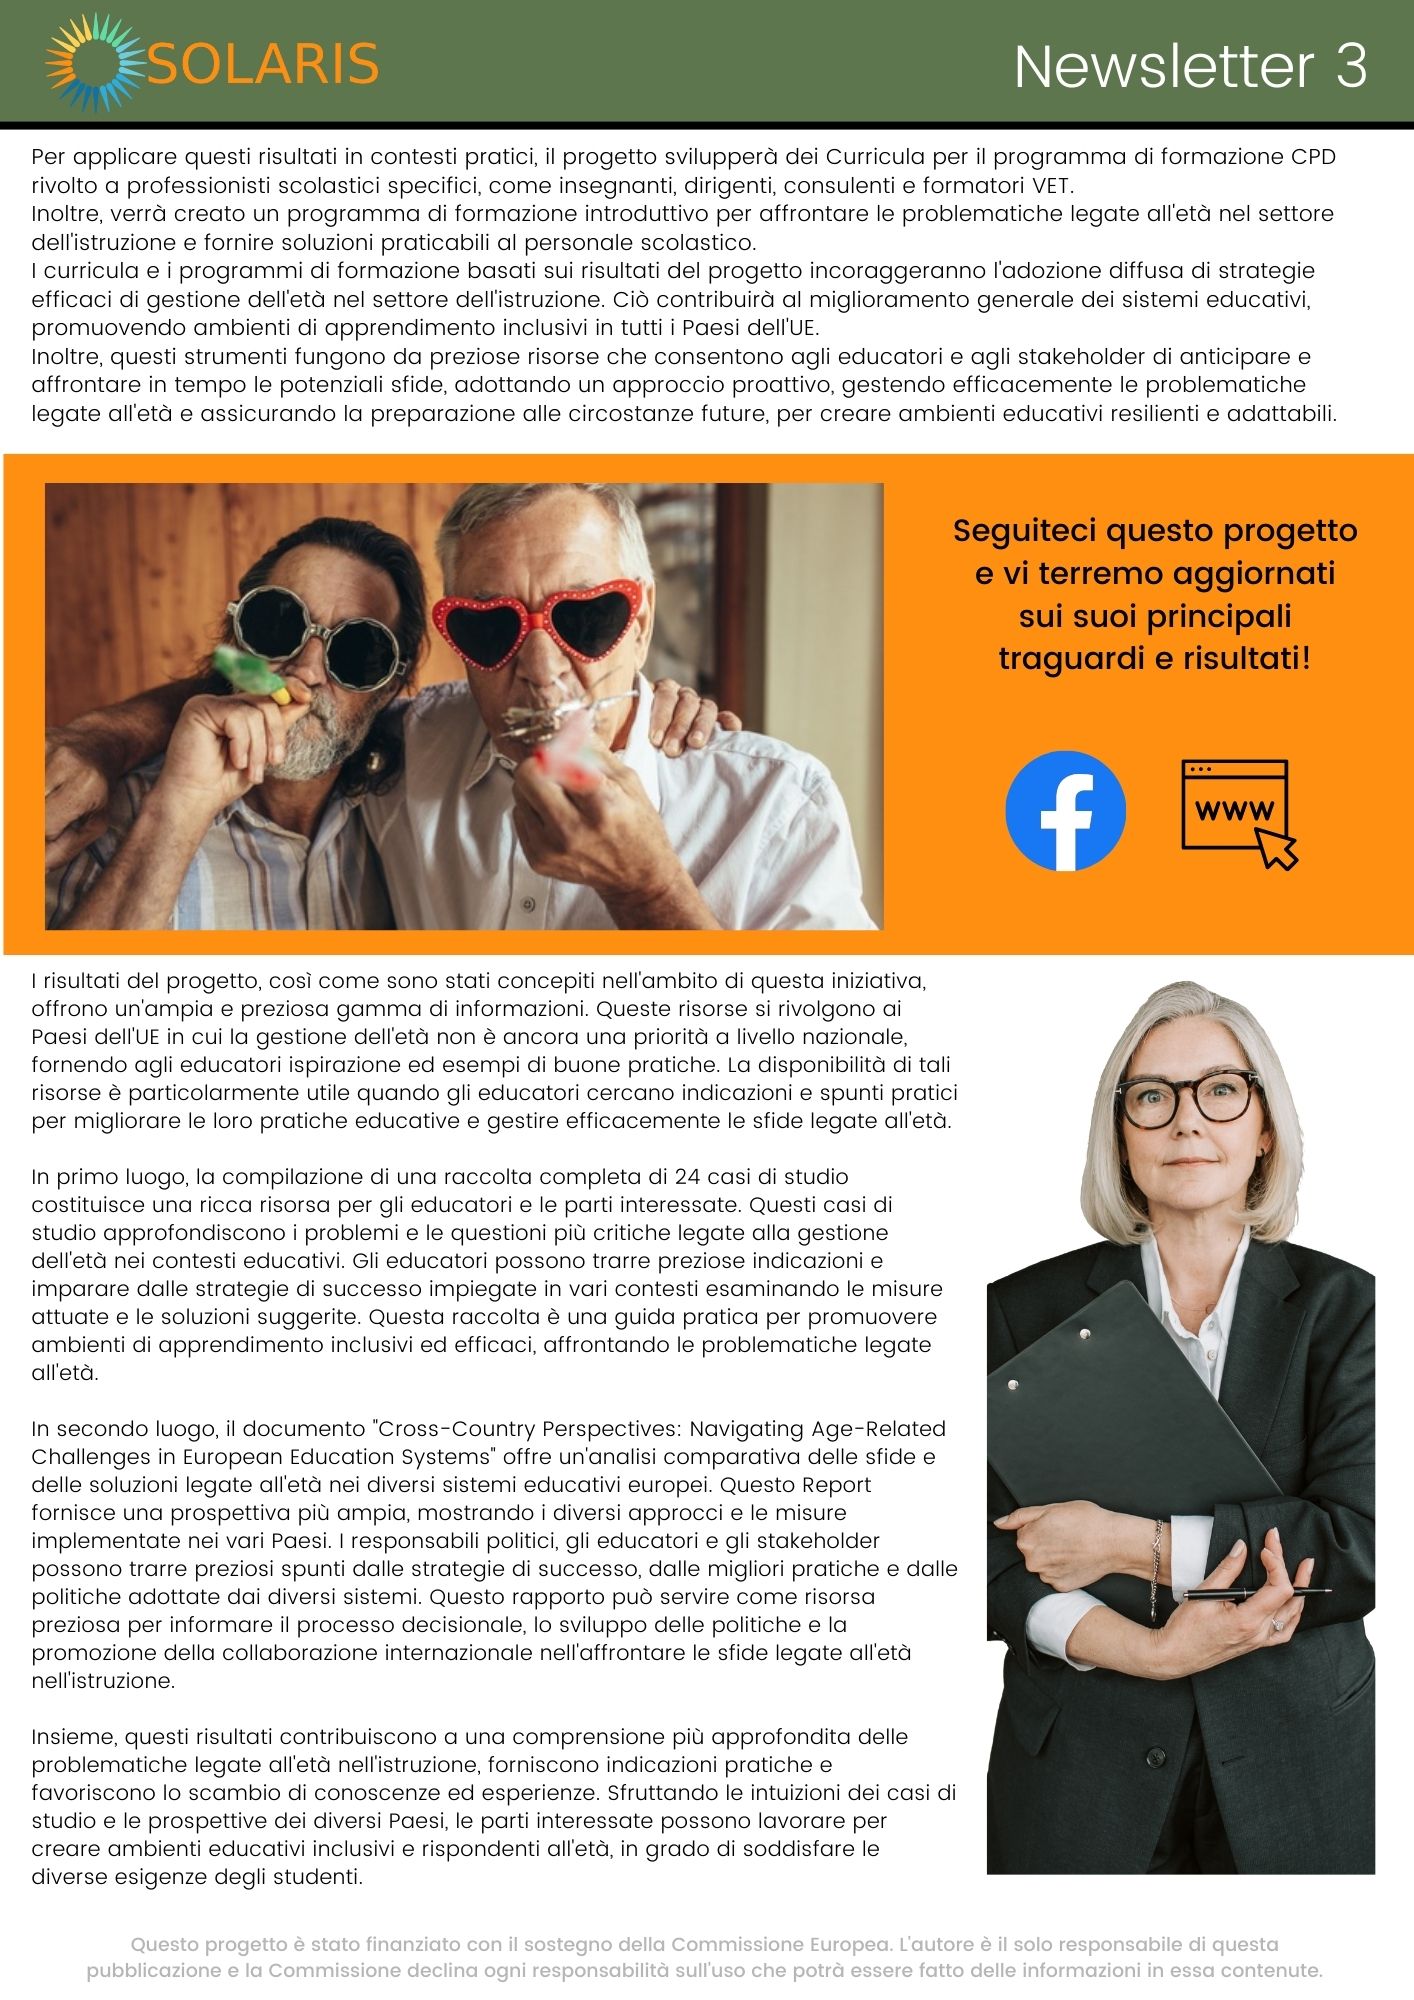 SOLARIS
Newsletter 3
Per applicare questi risultati in contesti pratici, il progetto svilupperà dei Curricula per il programma di formazione CPD
rivolto a professionisti scolastici specifici, come insegnanti, dirigenti, consulenti e formatori VET.
Inoltre, verrà creato un programma di formazione introduttivo per affrontare le problematiche legate all'età nel settore
dell'istruzione e fornire soluzioni praticabili al personale scolastico.
I curricula e i programmi di formazione basati sui risultati del progetto incoraggeranno l'adozione diffusa di strategie
efficaci di gestione dell'età nel settore dell'istruzione. Ciò contribuirà al miglioramento generale dei sistemi educativi,
promuovendo ambienti di apprendimento inclusivi in tutti i Paesi dell'UE.
Inoltre, questi strumenti fungono da preziose risorse che consentono agli educatori e agli stakeholder di anticipare e
affrontare in tempo le potenziali sfide, adottando un approccio proattivo, gestendo efficacemente le problematiche
legate all'età e assicurando la preparazione alle circostanze future, per creare ambienti educativi resilienti e adattabili.
Seguiteci questo progetto
e vi terremo aggiornati
sui suoi principali
traguardi e risultati!
www
I risultati del progetto, così come sono stati concepiti nell'ambito di questa iniziativa,
offrono un'ampia e preziosa gamma di informazioni. Queste risorse si rivolgono ai
Paesi dell'UE in cui la gestione dell'età non è ancora una priorità a livello nazionale,
fornendo agli educatori ispirazione ed esempi di buone pratiche. La disponibilità di tali
risorse è particolarmente utile quando gli educatori cercano indicazioni e spunti pratici
per migliorare le loro pratiche educative e gestire efficacemente le sfide legate all'età.
In primo luogo, la compilazione di una raccolta completa di 24 casi di studio
costituisce una ricca risorsa per gli educatori e le parti interessate. Questi casi di
studio approfondiscono i problemi e le questioni più critiche legate alla gestione
dell'età nei contesti educativi. Gli educatori possono trarre preziose indicazioni e
imparare dalle strategie di successo impiegate in vari contesti esaminando le misure
attuate e le soluzioni suggerite. Questa raccolta è una guida pratica per promuovere
ambienti di apprendimento inclusivi ed efficaci, affrontando le problematiche legate
all'età.
In secondo luogo, il documento "Cross-Country Perspectives: Navigating Age-Related
Challenges in European Education Systems" offre un'analisi comparativa delle sfide e
delle soluzioni legate all'età nei diversi sistemi educativi europei. Questo Report
fornisce una prospettiva più ampia, mostrando i diversi approcci e le misure
implementate nei vari Paesi. I responsabili politici, gli educatori e gli stakeholder
possono trarre preziosi spunti dalle strategie di successo, dalle migliori pratiche e dalle
politiche adottate dai diversi sistemi. Questo rapporto può servire come risorsa
preziosa per informare il processo decisionale, lo sviluppo delle politiche e la
promozione della collaborazione internazionale nell'affrontare le sfide legate all'età
nell'istruzione.
Insieme, questi risultati contribuiscono a una comprensione più approfondita delle
problematiche legate all'età nell'istruzione, forniscono indicazioni pratiche e
favoriscono lo scambio di conoscenze ed esperienze. Sfruttando le intuizioni dei casi di
studio e le prospettive dei diversi Paesi, le parti interessate possono lavorare per
creare ambienti educativi inclusivi e rispondenti all'età, in grado di soddisfare le
diverse esigenze degli studenti.
Questo progetto è stato finanziato con il sostegno della Commissione Europea. L'autore è il solo responsabile di questa
pubblicazione e la Commissione declina ogni responsabilità sull'uso che potrà essere fatto delle informazioni in essa contenute.